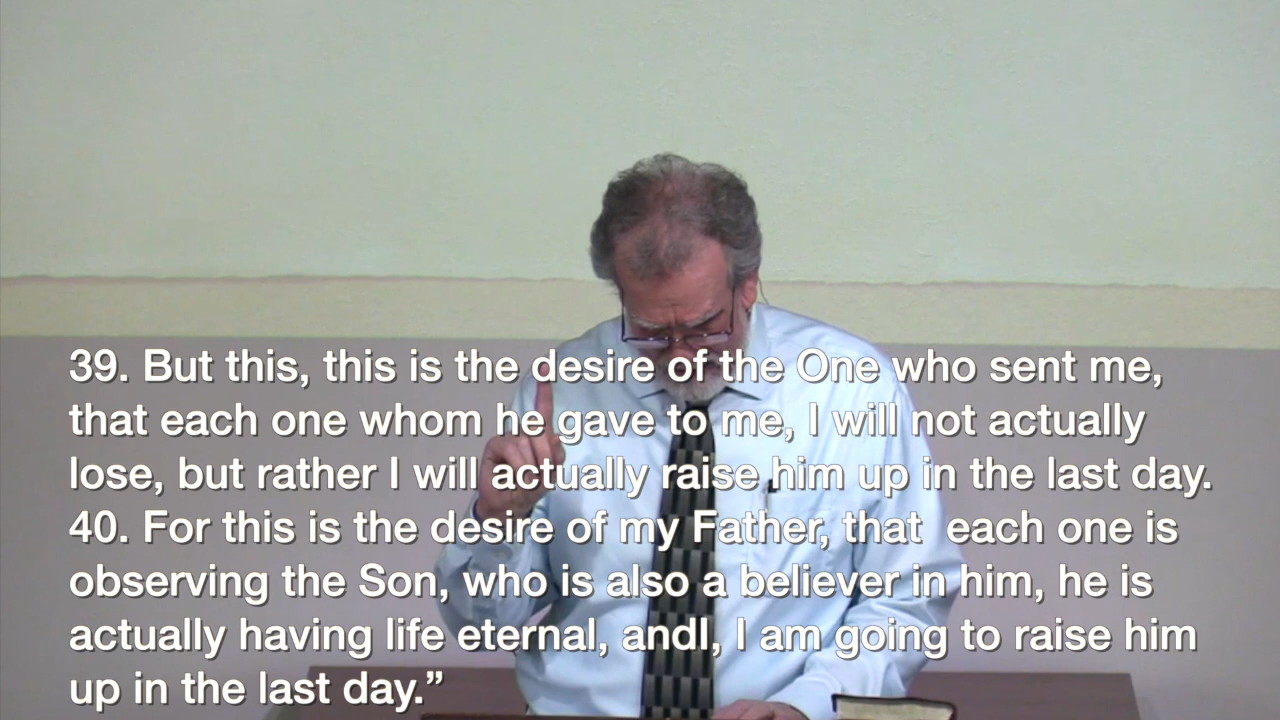 39. But this, this is the desire of the One who sent me,
that each one whom he gave to me, I will not actually
lose, but rather I will actually raise him up in the last day.
40. For this is the desire of my Father, that  each one is
observing the Son, who is also a believer in him, he is
actually having life eternal, andI, I am going to raise him
up in the last day.”